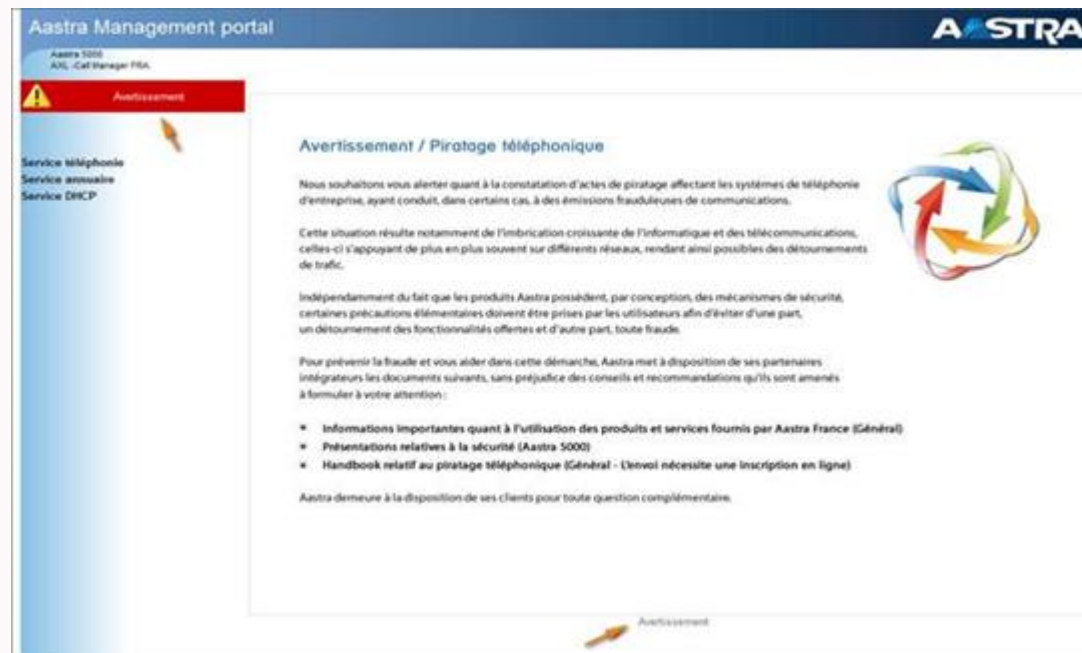 Aastra Management portal
AASTRA
Aastra 5000
AXL -Call Manager FRA
Avertissement
Service téléphonie
Service annuaire
Service DHCP
Avertissement / Piratage téléphonique
Nous souhaitons vous alerter quant à la constatation d'actes de piratage affectant les systèmes de téléphonie
d'entreprise, ayant conduit, dans certains cas, à des émissions frauduleuses de communications.
Cette situation résulte notamment de l'imbrication croissante de l'informatique et des télécommunications,
celles-ci s'appuyant de plus en plus souvent sur différents réseaux, rendant ainsi possibles des détournements
de trafic.
Indépendamment du fait que les produits Aastra possèdent, par conception, des mécanismes de sécurité,
certaines précautions élémentaires doivent être prises par les utilisateurs afin d'éviter d'une part,
un détournement des fonctionnalités offertes et d'autre part, toute fraude.
Pour prévenir la fraude et vous aider dans cette démarche, Aastra met à disposition de ses partenaires
intégrateurs les documents suivants, sans préjudice des conseils et recommandations qu'ils sont amenés
à formuler à votre attention :
Informations importantes quant à l'utilisation des produits et services fournis par Aastra France (Général)
Présentations relatives à la sécurité (Aastra 5000)
Handbook relatif au piratage téléphonique (Général - L'envoi nécessite une inscription en ligne)
Aastra demeure à la disposition de ses clients pour toute question complémentaire.
Avertissement